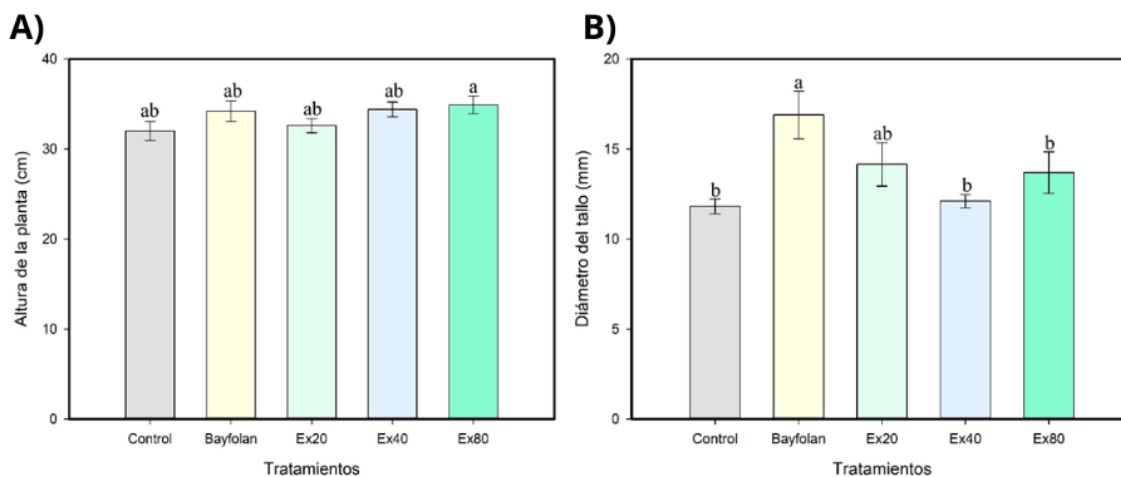 A)
40
30
20
10
0
Altura de la planta (cm)
ab
ab
ab
ab
a
Control Bayfolan Ex20 Ex40 Ex80
Tratamientos
B)
20
15
10
5
0
Diámetro del tallo (mm)
b
a
ab
b
b
Control Bayfolan Ex20 Ex40 Ex80
Tratamientos